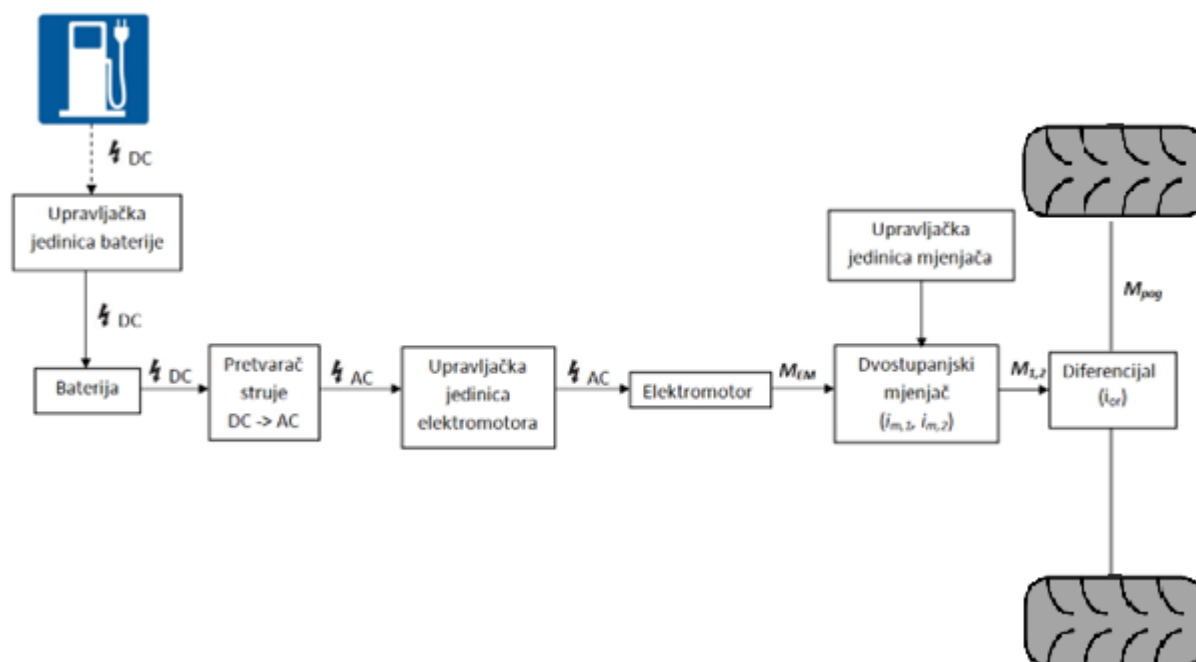 DC
Upravljačka
jedinica baterije
DC
Baterija
DC
Pretvarač
struje
DC -> AC
AC
Upravljačka
jedinica
elektromotora
AC
Elektromotor
M_EM
Upravljačka
jedinica mjenjača
Dvostupanjski
mjenjač
(i_m,1, i_m,2)
M_1,2
Diferencijal
(i_or)
M_pog